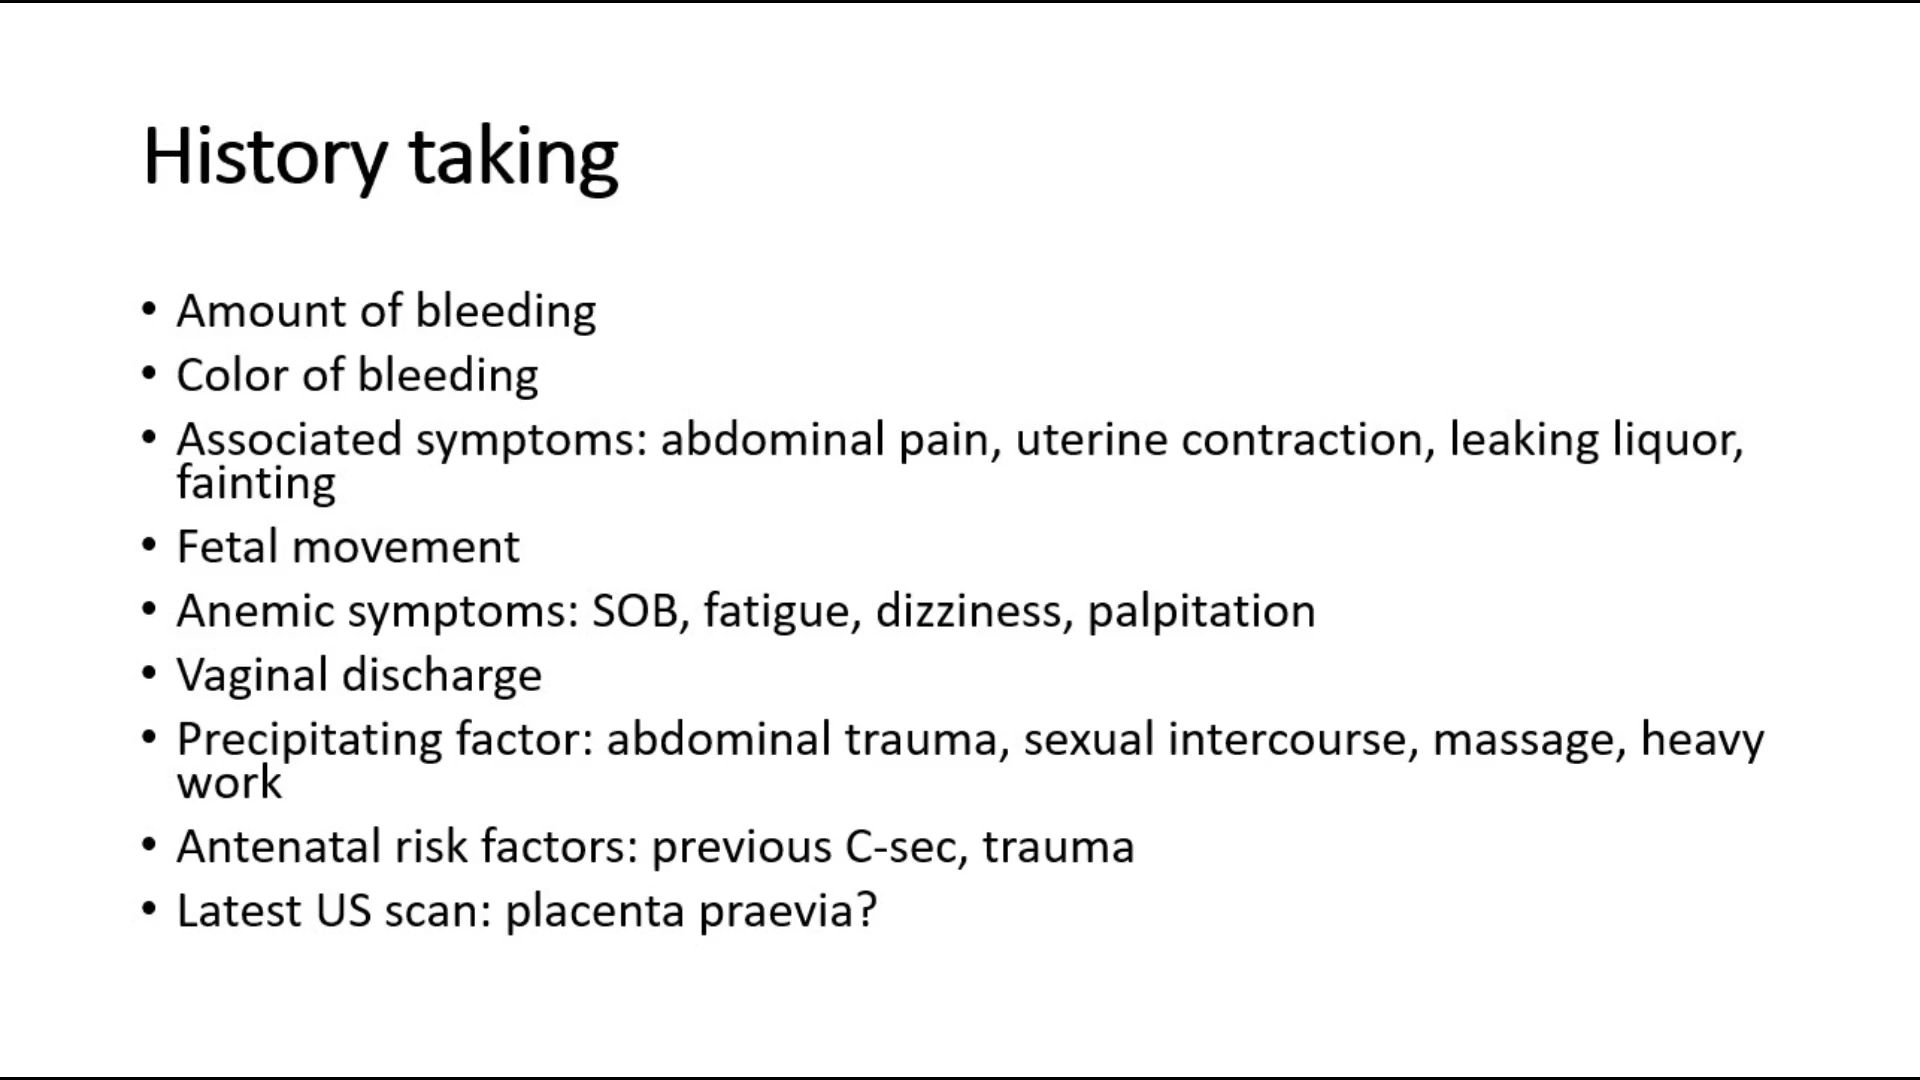 History taking
• Amount of bleeding
• Color of bleeding
• Associated symptoms: abdominal pain, uterine contraction, leaking liquor,
fainting
• Fetal movement
• Anemic symptoms: SOB, fatigue, dizziness, palpitation
• Vaginal discharge
• Precipitating factor: abdominal trauma, sexual intercourse, massage, heavy
work
• Antenatal risk factors: previous C-sec, trauma
• Latest US scan: placenta praevia?